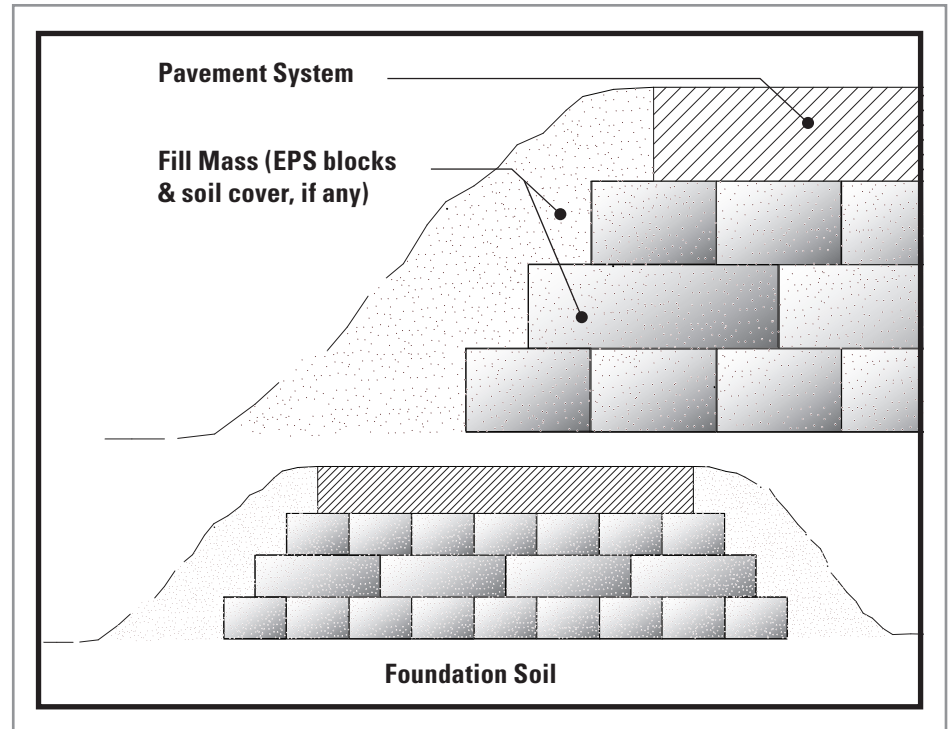 Pavement System
Fill Mass (EPS blocks
& soil cover, if any)
Foundation Soil